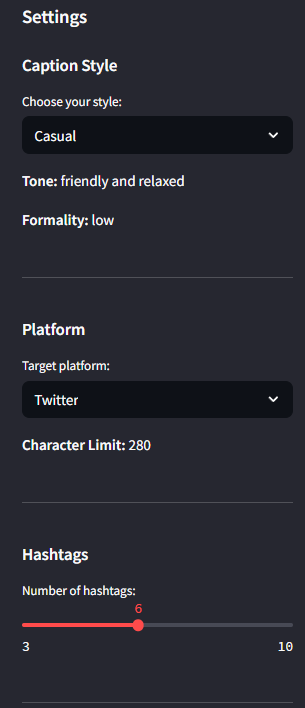 Settings
Caption Style
Choose your style:
Casual
Tone: friendly and relaxed
Formality: low
Platform
Target platform:
Twitter
Character Limit: 280
Hashtags
Number of hashtags:
6
3 10